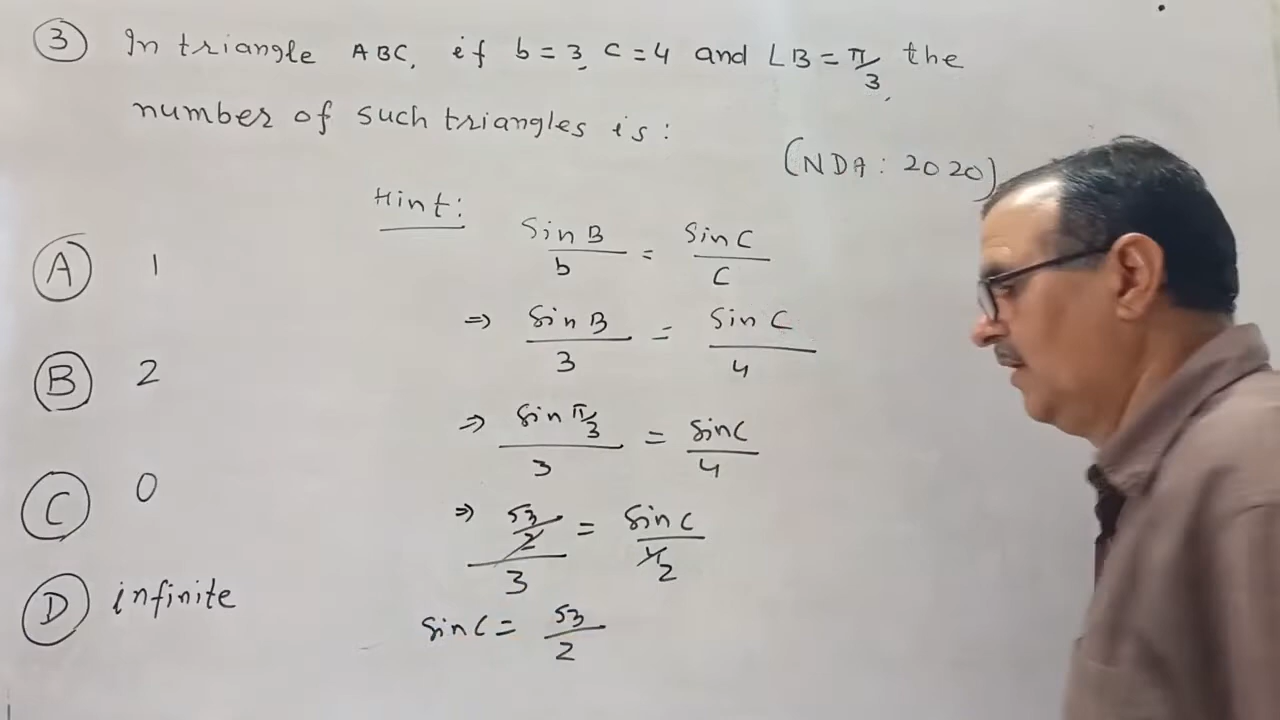 ③ In triangle ABC, if b = 3, c = 4 and ∠B = π/3, the
number of such triangles is:
(NDA: 2020)
Hint:
Sin B / b = Sin C / C
⇒ Sin B / 3 = Sin C / 4
⇒ Sin π/3 / 3 = Sin C / 4
⇒ √3/2 / 3 = Sin C / 4 2
Sin C = √3 / 2
Ⓐ 1
Ⓑ 2
Ⓒ 0
Ⓓ infinite